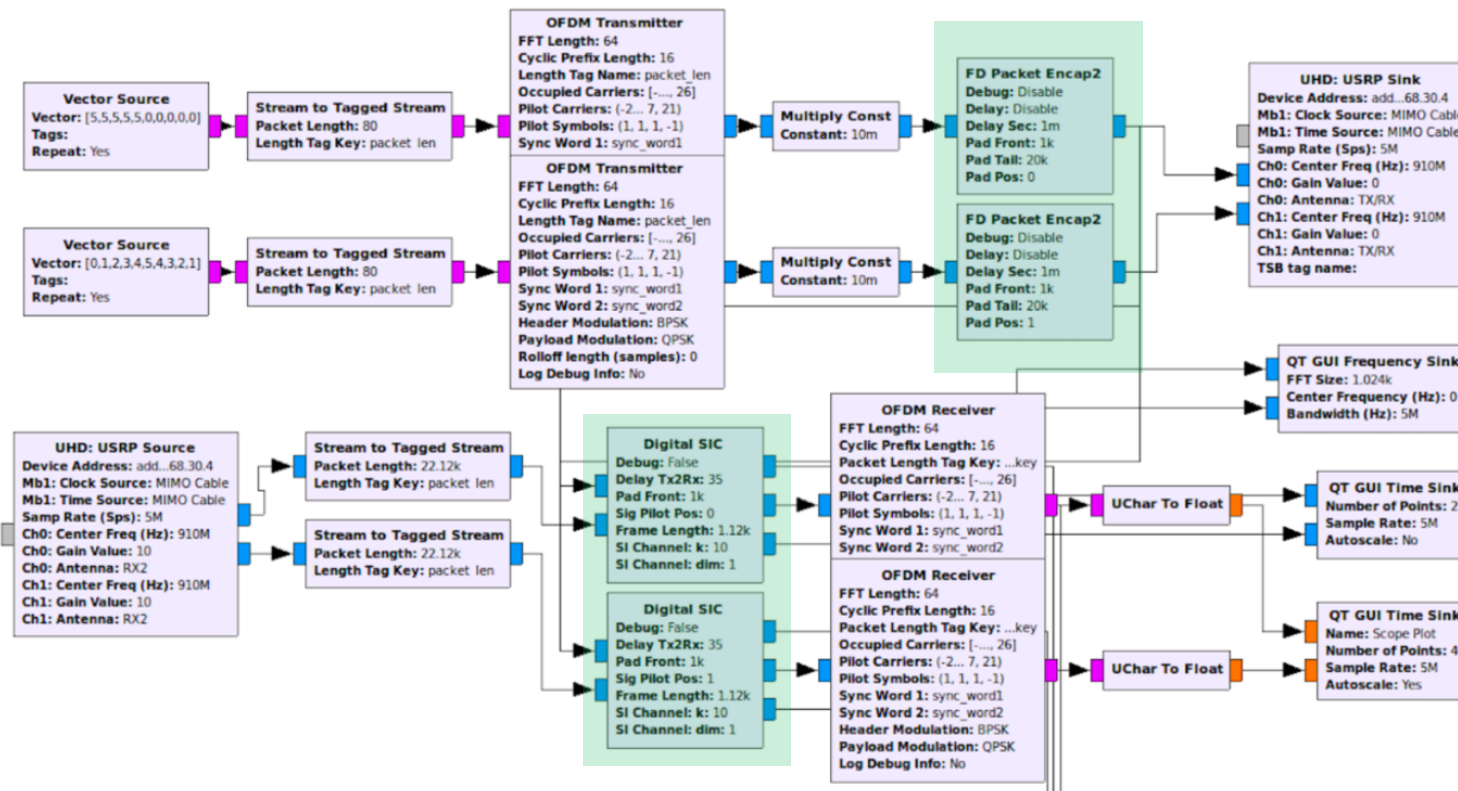 Vector Source
Vector: [5,5,5,5,5,0,0,0,0,0]
Tags:
Repeat: Yes
Stream to Tagged Stream
Packet Length: 80
Length Tag Key: packet_len
OFDM Transmitter
FFT Length: 64
Cyclic Prefix Length: 16
Length Tag Name: packet_len
Occupied Carriers: [-..., 26]
Pilot Carriers: (-2... 7, 21)
Pilot Symbols: (1, 1, 1, -1)
Sync Word 1: sync_word1
Multiply Const
Constant: 10m
FD Packet Encap2
Debug: Disable
Delay: Disable
Delay Sec: 1m
Pad Front: 1k
Pad Tail: 20k
Pad Pos: 0
UHD: USRP Sink
Device Address: add...68.30.4
Mb1: Clock Source: MIMO Cable
Mb1: Time Source: MIMO Cable
Samp Rate (Sps): 5M
Ch0: Center Freq (Hz): 910M
Ch0: Gain Value: 0
Ch0: Antenna: TX/RX
Ch1: Center Freq (Hz): 910M
Ch1: Gain Value: 0
Ch1: Antenna: TX/RX
TSB tag name:
Vector Source
Vector: [0,1,2,3,4,5,4,3,2,1]
Tags:
Repeat: Yes
Stream to Tagged Stream
Packet Length: 80
Length Tag Key: packet_len
OFDM Transmitter
FFT Length: 64
Cyclic Prefix Length: 16
Length Tag Name: packet_len
Occupied Carriers: [-..., 26]
Pilot Carriers: (-2... 7, 21)
Pilot Symbols: (1, 1, 1, -1)
Sync Word 1: sync_word1
Sync Word 2: sync_word2
Header Modulation: BPSK
Payload Modulation: QPSK
Rolloff length (samples): 0
Log Debug Info: No
Multiply Const
Constant: 10m
FD Packet Encap2
Debug: Disable
Delay: Disable
Delay Sec: 1m
Pad Front: 1k
Pad Tail: 20k
Pad Pos: 1
QT GUI Frequency Sink
FFT Size: 1.024k
Center Frequency (Hz): 0
Bandwidth (Hz): 5M
UHD: USRP Source
Device Address: add...68.30.4
Mb1: Clock Source: MIMO Cable
Mb1: Time Source: MIMO Cable
Samp Rate (Sps): 5M
Ch0: Center Freq (Hz): 910M
Ch0: Gain Value: 10
Ch0: Antenna: RX2
Ch1: Center Freq (Hz): 910M
Ch1: Gain Value: 10
Ch1: Antenna: RX2
Stream to Tagged Stream
Packet Length: 22.12k
Length Tag Key: packet_len
Stream to Tagged Stream
Packet Length: 22.12k
Length Tag Key: packet_len
Digital SIC
Debug: False
Delay Tx2Rx: 35
Pad Front: 1k
Sig Pilot Pos: 0
Frame Length: 1.12k
SI Channel: k: 10
SI Channel: dim: 1
Digital SIC
Debug: False
Delay Tx2Rx: 35
Pad Front: 1k
Sig Pilot Pos: 1
Frame Length: 1.12k
SI Channel: k: 10
SI Channel: dim: 1
OFDM Receiver
FFT Length: 64
Cyclic Prefix Length: 16
Packet Length Tag Key: ...key
Occupied Carriers: [-..., 26]
Pilot Carriers: (-2... 7, 21)
Pilot Symbols: (1, 1, 1, -1)
Sync Word 1: sync_word1
Sync Word 2: sync_word2
OFDM Receiver
FFT Length: 64
Cyclic Prefix Length: 16
Packet Length Tag Key: ...key
Occupied Carriers: [-..., 26]
Pilot Carriers: (-2... 7, 21)
Pilot Symbols: (1, 1, 1, -1)
Sync Word 1: sync_word1
Sync Word 2: sync_word2
Header Modulation: BPSK
Payload Modulation: QPSK
Log Debug Info: No
UChar To Float
UChar To Float
QT GUI Time Sink
Number of Points: 2
Sample Rate: 5M
Autoscale: No
QT GUI Time Sink
Name: Scope Plot
Number of Points: 4
Sample Rate: 5M
Autoscale: Yes